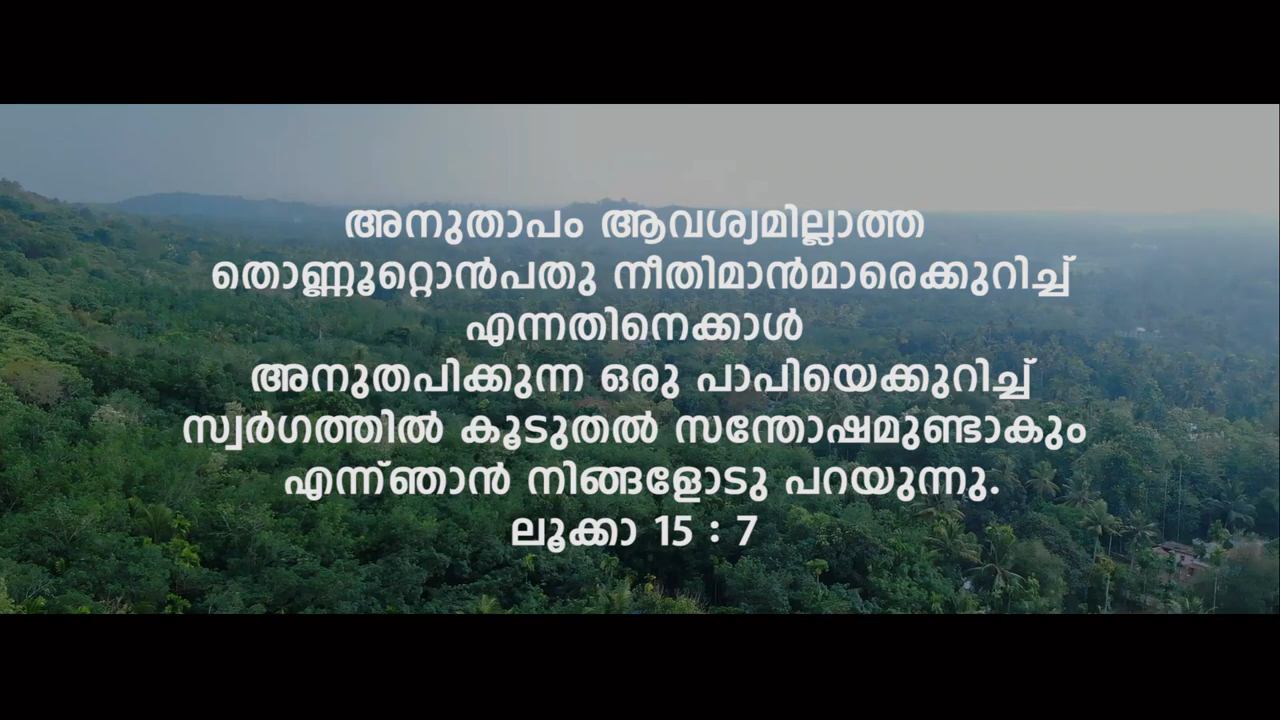 അനുതാപം ആവശ്യമില്ലാത്ത
തൊണ്ണൂറ്റൊൻപതു നീതിമാൻമാരെക്കുറിച്ച്
എന്നതിനെക്കാൾ
അനുതപിക്കുന്ന ഒരു പാപിയെക്കുറിച്ച്
സ്വർഗത്തിൽ കൂടുതൽ സന്തോഷമുണ്ടാകും
എന്ന്ഞാൻ നിങ്ങളോടു പറയുന്നു.
ലൂക്കാ 15 : 7